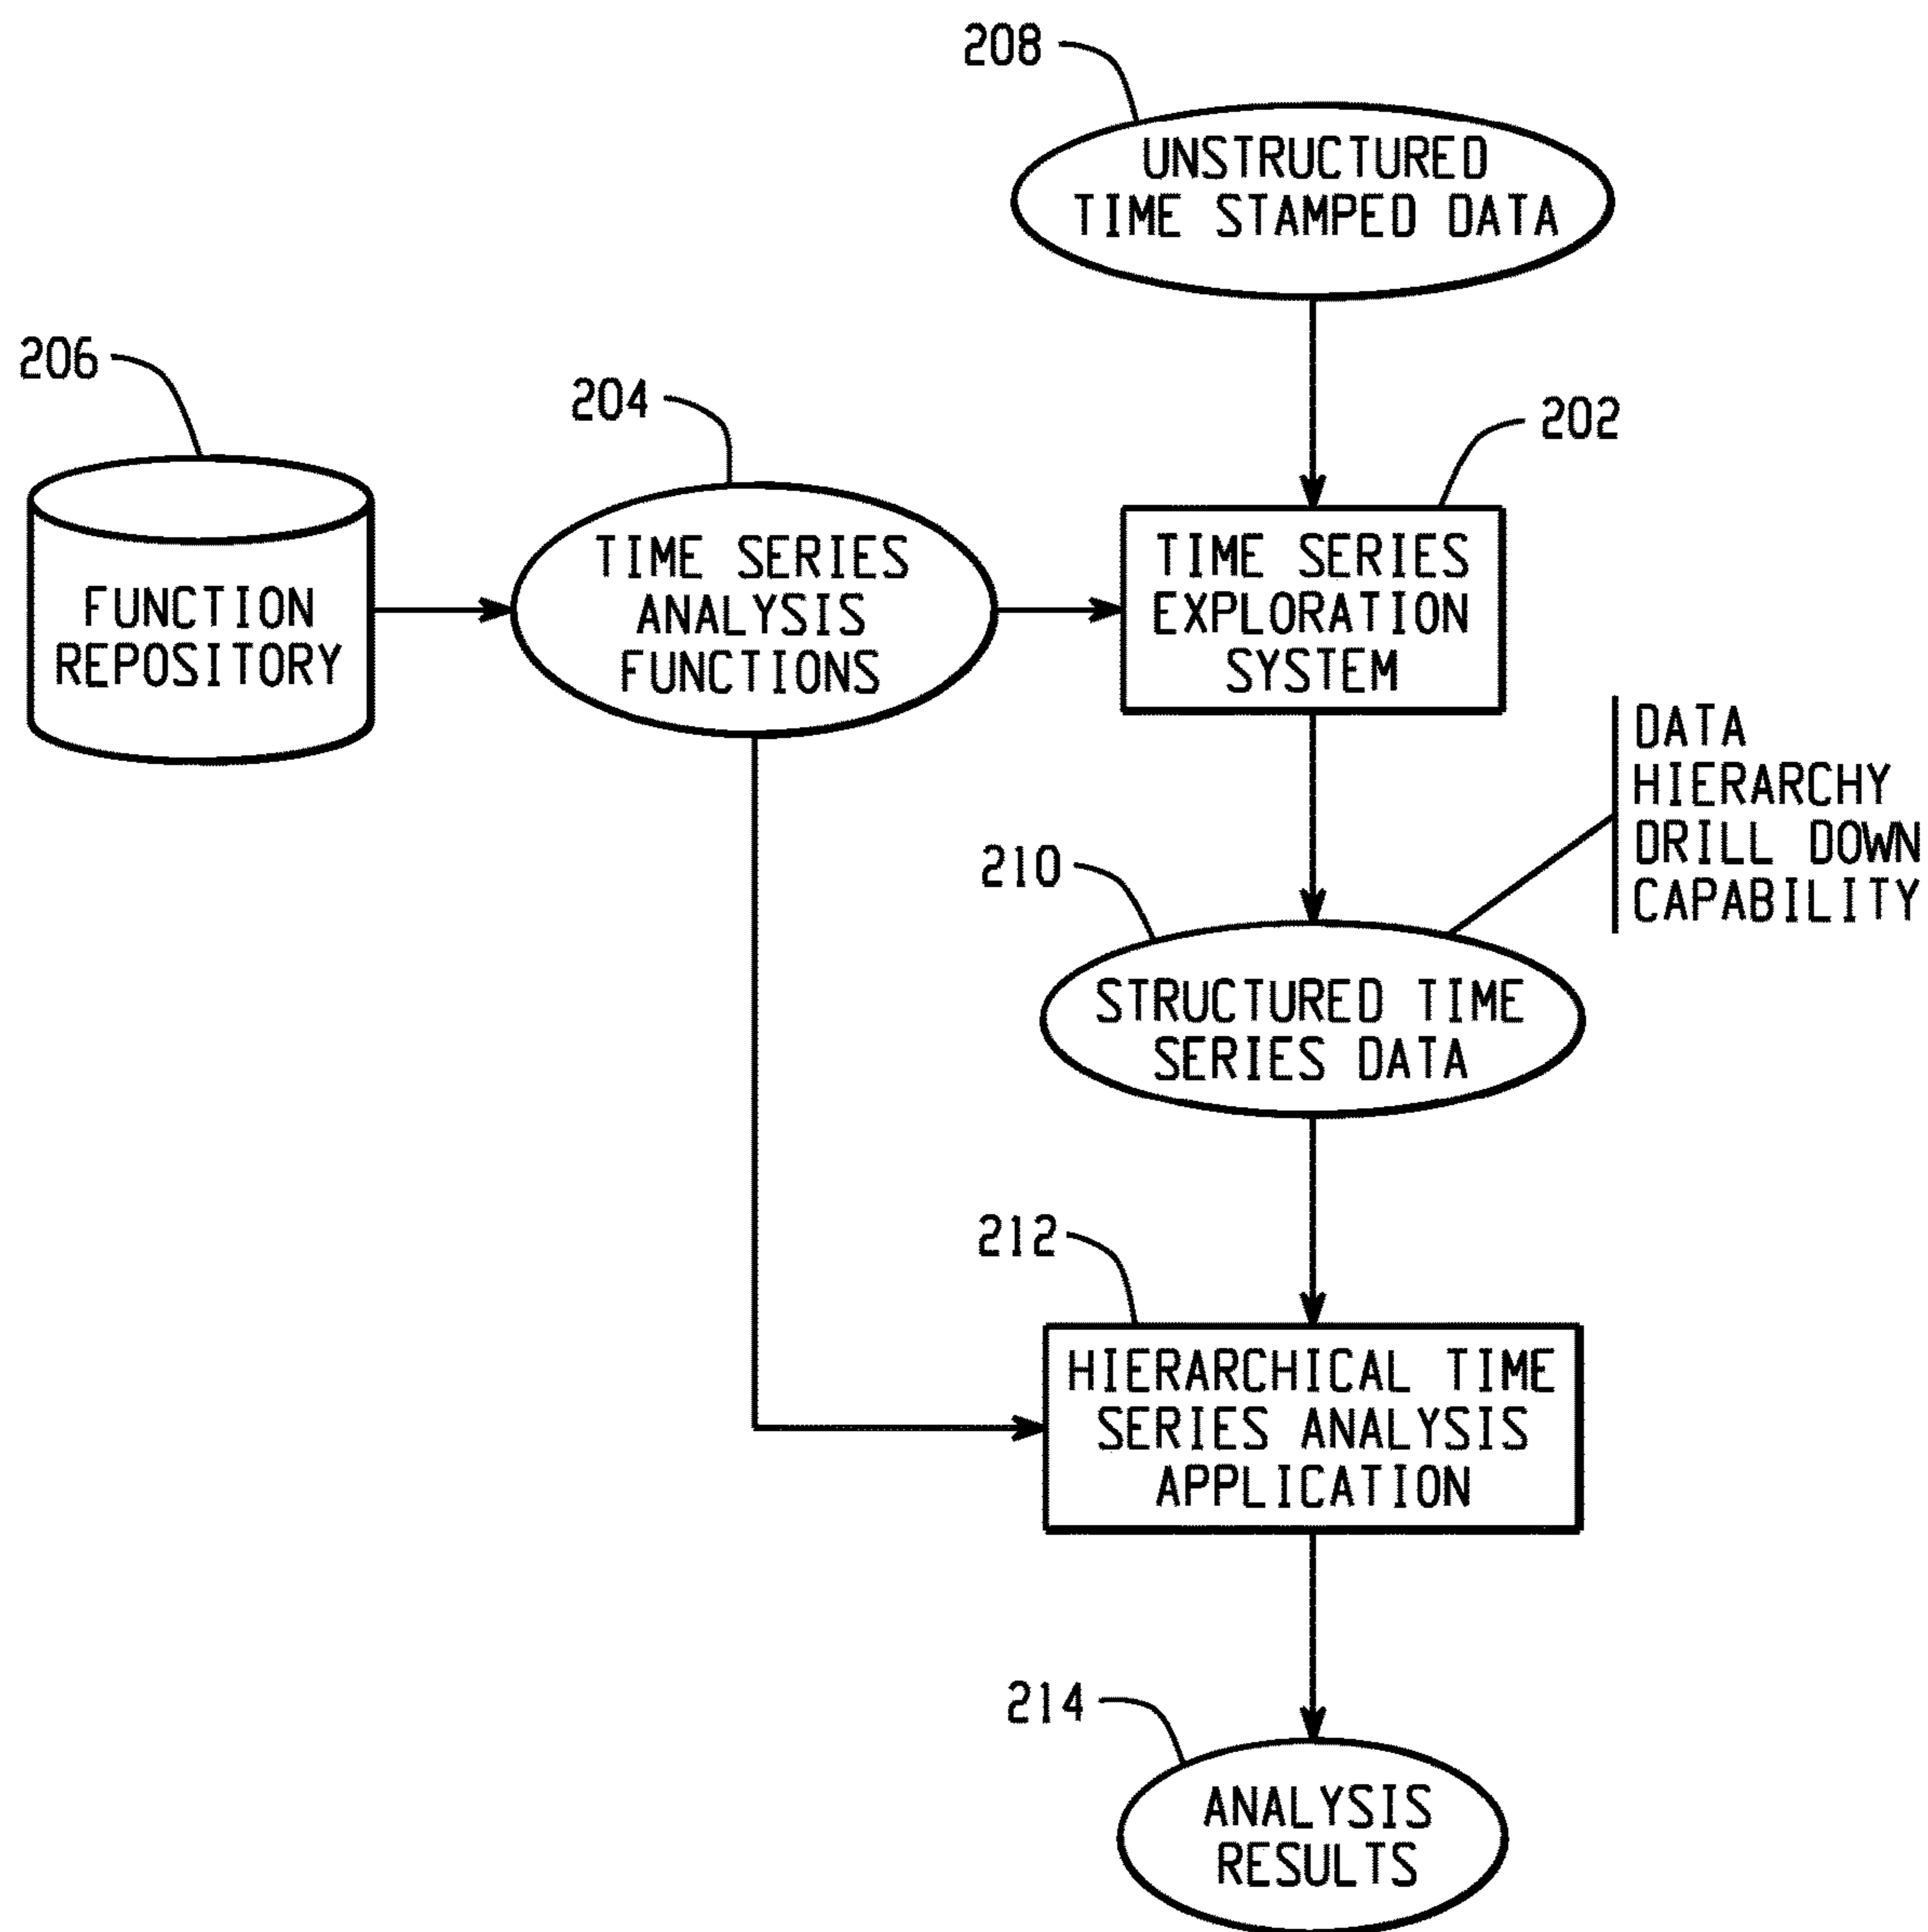 208
UNSTRUCTURED
TIME STAMPED DATA
206
204
202
FUNCTION
REPOSITORY
TIME SERIES
ANALYSIS
FUNCTIONS
TIME SERIES
EXPLORATION
SYSTEM
DATA
HIERARCHY
DRILL DOWN
CAPABILITY
210
STRUCTURED TIME
SERIES DATA
212
HIERARCHICAL TIME
SERIES ANALYSIS
APPLICATION
214
ANALYSIS
RESULTS